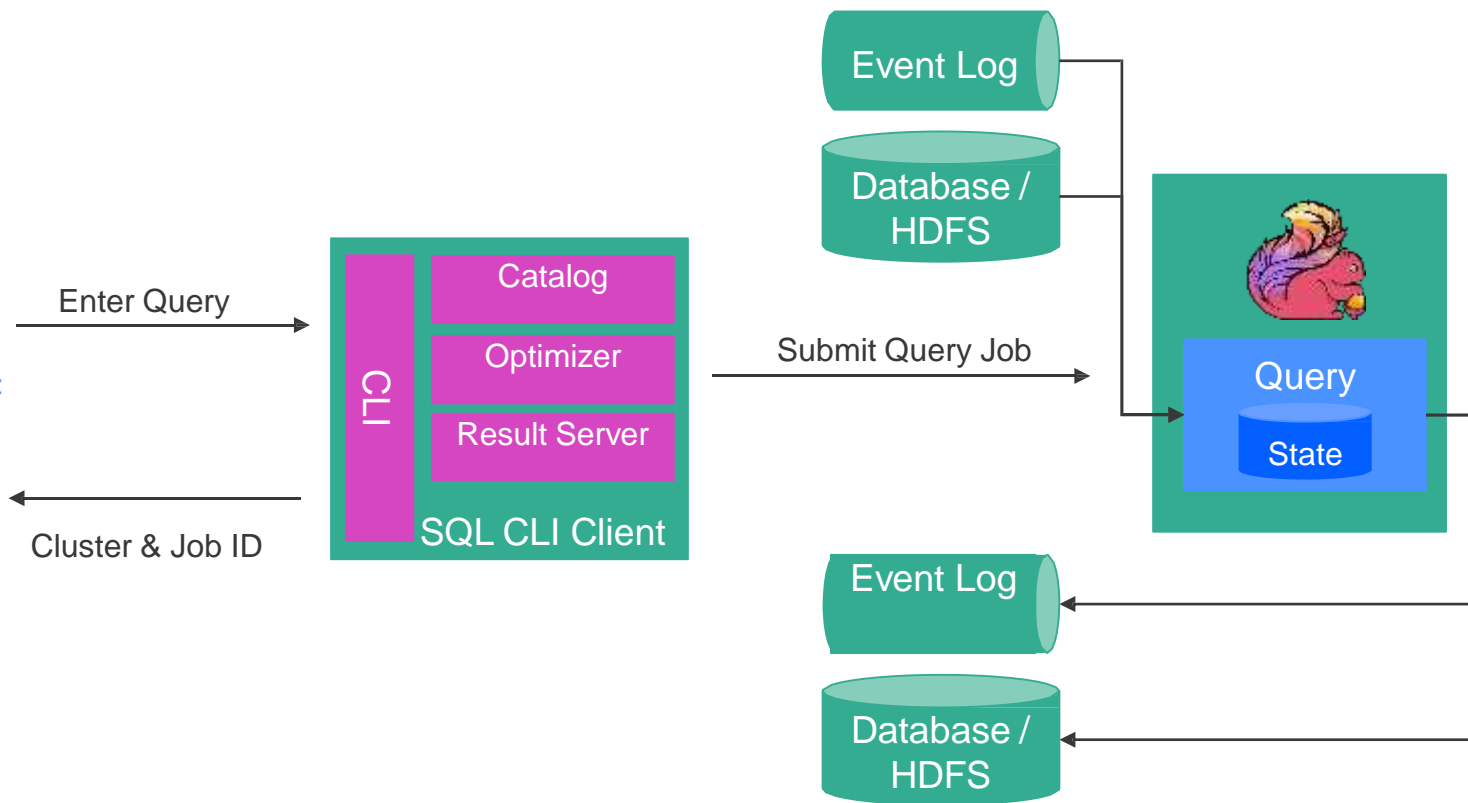 Event Log
Database /
HDFS
Enter Query
CLI
Catalog
Optimizer
Result Server
SQL CLI Client
Submit Query Job
Query
State
Cluster & Job ID
Event Log
Database /
HDFS